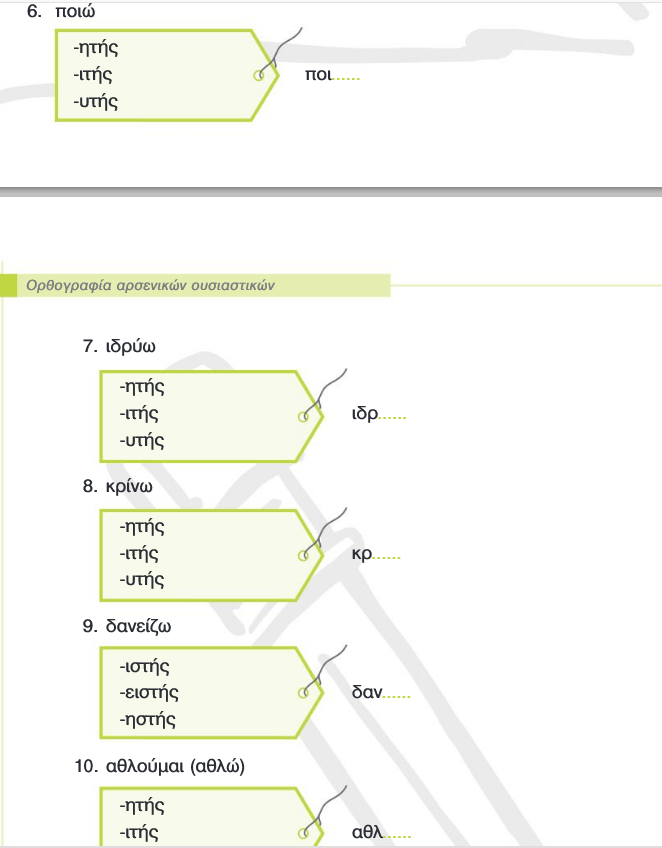 6. ποιώ
-ητής
-ιτής
-υτής
ποι......
Ορθογραφία αρσενικών ουσιαστικών
7. ιδρύω
-ητής
-ιτής
-υτής
ιδρ......
8. κρίνω
-ητής
-ιτής
-υτής
κρ......
9. δανείζω
-ιστής
-ειστής
-ηστής
δαν......
10. αθλούμαι (αθλώ)
-ητής
-ιτής
αθλ......